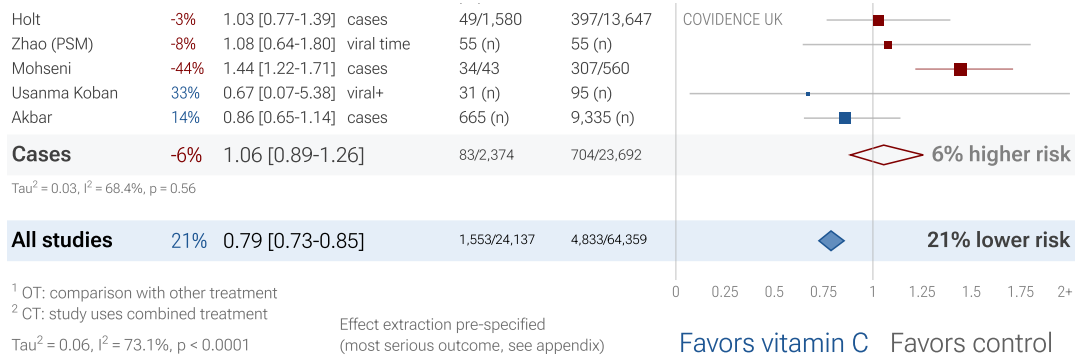 Holt -3% 1.03 [0.77-1.39] cases 49/1,580 397/13,647 COVIDENCE UK
Zhao (PSM) -8% 1.08 [0.64-1.80] viral time 55 (n) 55 (n)
Mohseni -44% 1.44 [1.22-1.71] cases 34/43 307/560
Usanma Koban 33% 0.67 [0.07-5.38] viral+ 31 (n) 95 (n)
Akbar 14% 0.86 [0.65-1.14] cases 665 (n) 9,335 (n)
Cases -6% 1.06 [0.89-1.26] 83/2,374 704/23,692 6% higher risk
Tau² = 0.03, I² = 68.4%, p = 0.56
All studies 21% 0.79 [0.73-0.85] 1,553/24,137 4,833/64,359 21% lower risk
0 0.25 0.5 0.75 1 1.25 1.5 1.75 2+
¹ OT: comparison with other treatment
² CT: study uses combined treatment
Tau² = 0.06, I² = 73.1%, p < 0.0001
Effect extraction pre-specified
(most serious outcome, see appendix)
Favors vitamin C Favors control